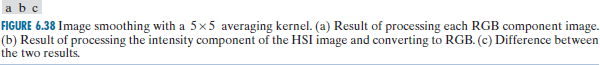 a b c
FIGURE 6.38 Image smoothing with a 5×5 averaging kernel. (a) Result of processing each RGB component image.
(b) Result of processing the intensity component of the HSI image and converting to RGB. (c) Difference between
the two results.